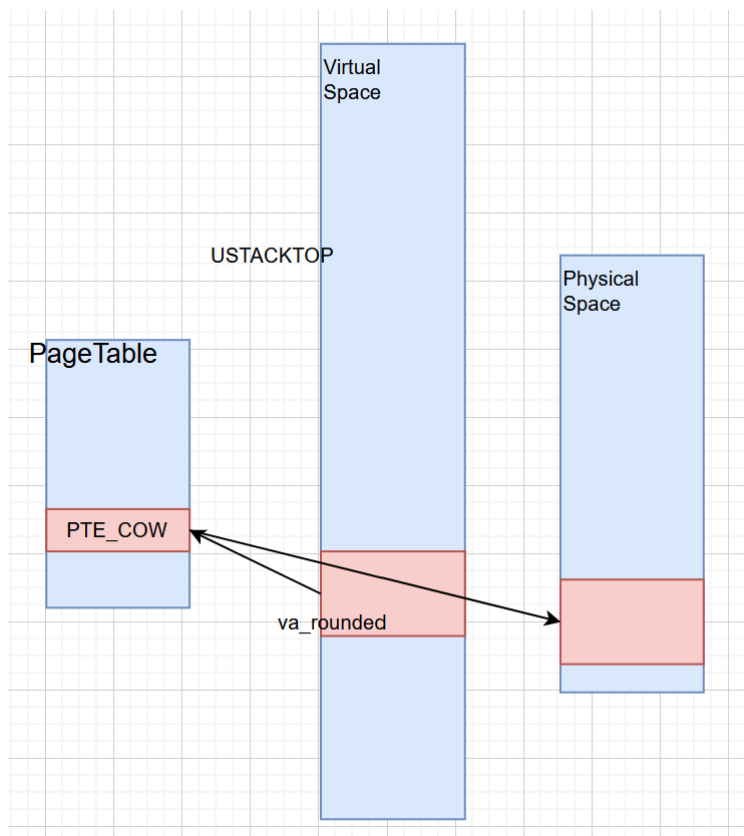 Virtual
Space
USTACKTOP
Physical
Space
PageTable
PTE_COW
va_rounded